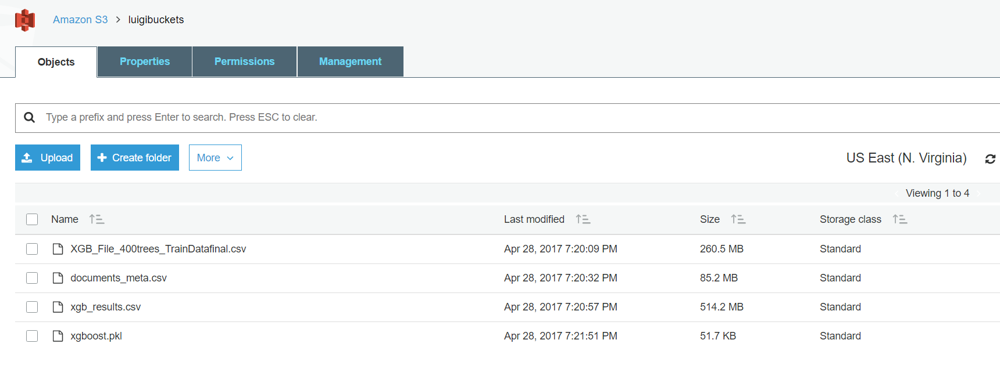 Amazon S3 > luigibuckets
Objects Properties Permissions Management
Type a prefix and press Enter to search. Press ESC to clear.
Upload Create folder More US East (N. Virginia)
Viewing 1 to 4
Name Last modified Size Storage class
XGB_File_400trees_TrainDatafinal.csv Apr 28, 2017 7:20:09 PM 260.5 MB Standard
documents_meta.csv Apr 28, 2017 7:20:32 PM 85.2 MB Standard
xgb_results.csv Apr 28, 2017 7:20:57 PM 514.2 MB Standard
xgboost.pkl Apr 28, 2017 7:21:51 PM 51.7 KB Standard